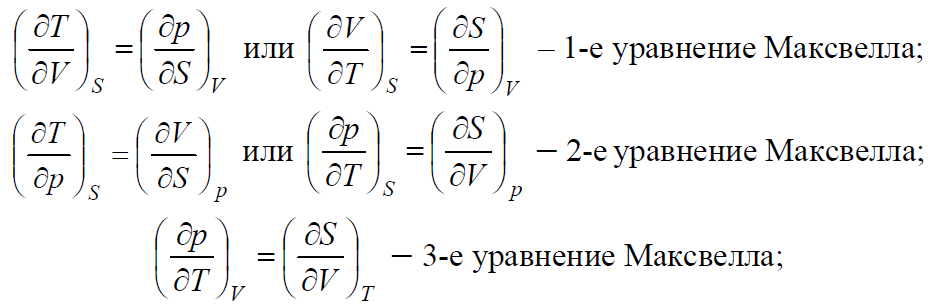 (∂T/∂V)_S = (∂p/∂S)_V или (∂V/∂T)_S = (∂S/∂p)_V – 1-е уравнение Максвелла;
(∂T/∂p)_S = (∂V/∂S)_p или (∂p/∂T)_S = (∂S/∂V)_p − 2-е уравнение Максвелла;
(∂p/∂T)_V = (∂S/∂V)_T − 3-е уравнение Максвелла;